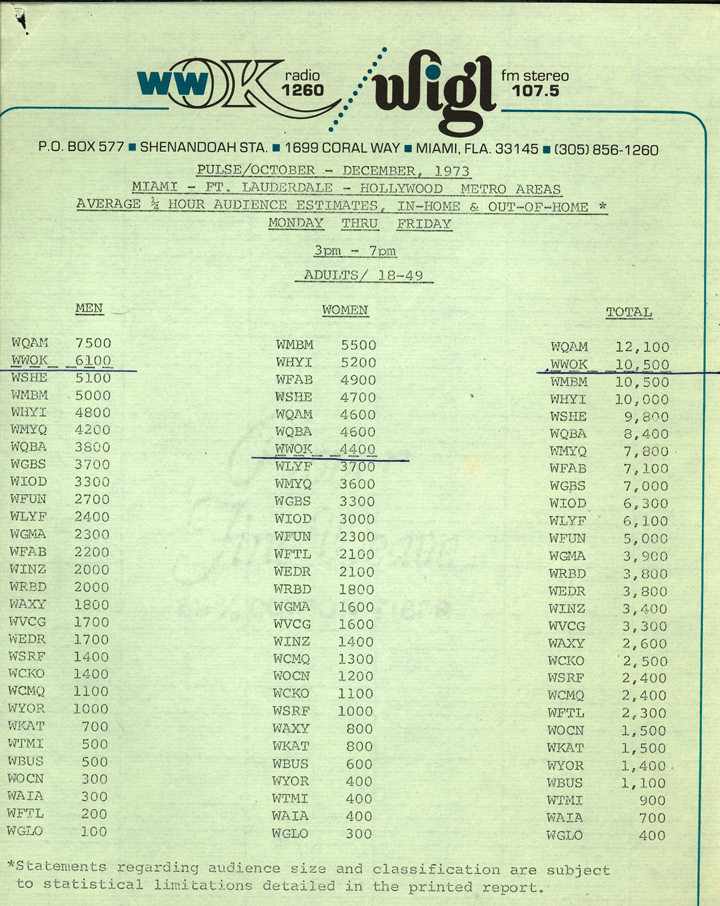 wwOK radio 1260 wigl fm stereo 107.5
P.O. BOX 577 ■ SHENANDOAH STA. ■ 1699 CORAL WAY ■ MIAMI, FLA. 33145 ■ (305) 856-1260
PULSE/OCTOBER - DECEMBER, 1973
MIAMI - FT. LAUDERDALE - HOLLYWOOD METRO AREAS
AVERAGE ¼ HOUR AUDIENCE ESTIMATES, IN-HOME & OUT-OF-HOME *
MONDAY THRU FRIDAY
3pm - 7pm
ADULTS/ 18-49
MEN
WQAM 7500
WWOK 6100
WSHE 5100
WMBM 5000
WHYI 4800
WMYQ 4200
WQBA 3800
WGBS 3700
WIOD 3300
WFUN 2700
WLYF 2400
WGMA 2300
WFAB 2200
WINZ 2000
WRBD 2000
WAXY 1800
WVCG 1700
WEDR 1700
WSRF 1400
WCKO 1400
WCMQ 1100
WYOR 1000
WKAT 700
WTMI 500
WBUS 500
WOCN 300
WAIA 300
WFTL 200
WGLO 100
WOMEN
WMBM 5500
WHYI 5200
WFAB 4900
WSHE 4700
WQAM 4600
WQBA 4600
WWOK 4400
WLYF 3700
WMYQ 3600
WGBS 3300
WIOD 3000
WFUN 2300
WFTL 2100
WEDR 2100
WRBD 1800
WGMA 1600
WVCG 1600
WINZ 1400
WCMQ 1300
WOCN 1200
WCKO 1100
WSRF 1000
WAXY 800
WKAT 800
WBUS 600
WYOR 400
WTMI 400
WAIA 400
WGLO 300
TOTAL
WQAM 12,100
WWOK 10,500
WMBM 10,500
WHYI 10,000
WSHE 9,800
WQBA 8,400
WMYQ 7,800
WFAB 7,100
WGBS 7,000
WIOD 6,300
WLYF 6,100
WFUN 5,000
WGMA 3,900
WRBD 3,800
WEDR 3,800
WINZ 3,400
WVCG 3,300
WAXY 2,600
WCKO 2,500
WSRF 2,400
WCMQ 2,400
WFTL 2,300
WOCN 1,500
WKAT 1,500
WYOR 1,400
WBUS 1,100
WTMI 900
WAIA 700
WGLO 400
*Statements regarding audience size and classification are subject
to statistical limitations detailed in the printed report.